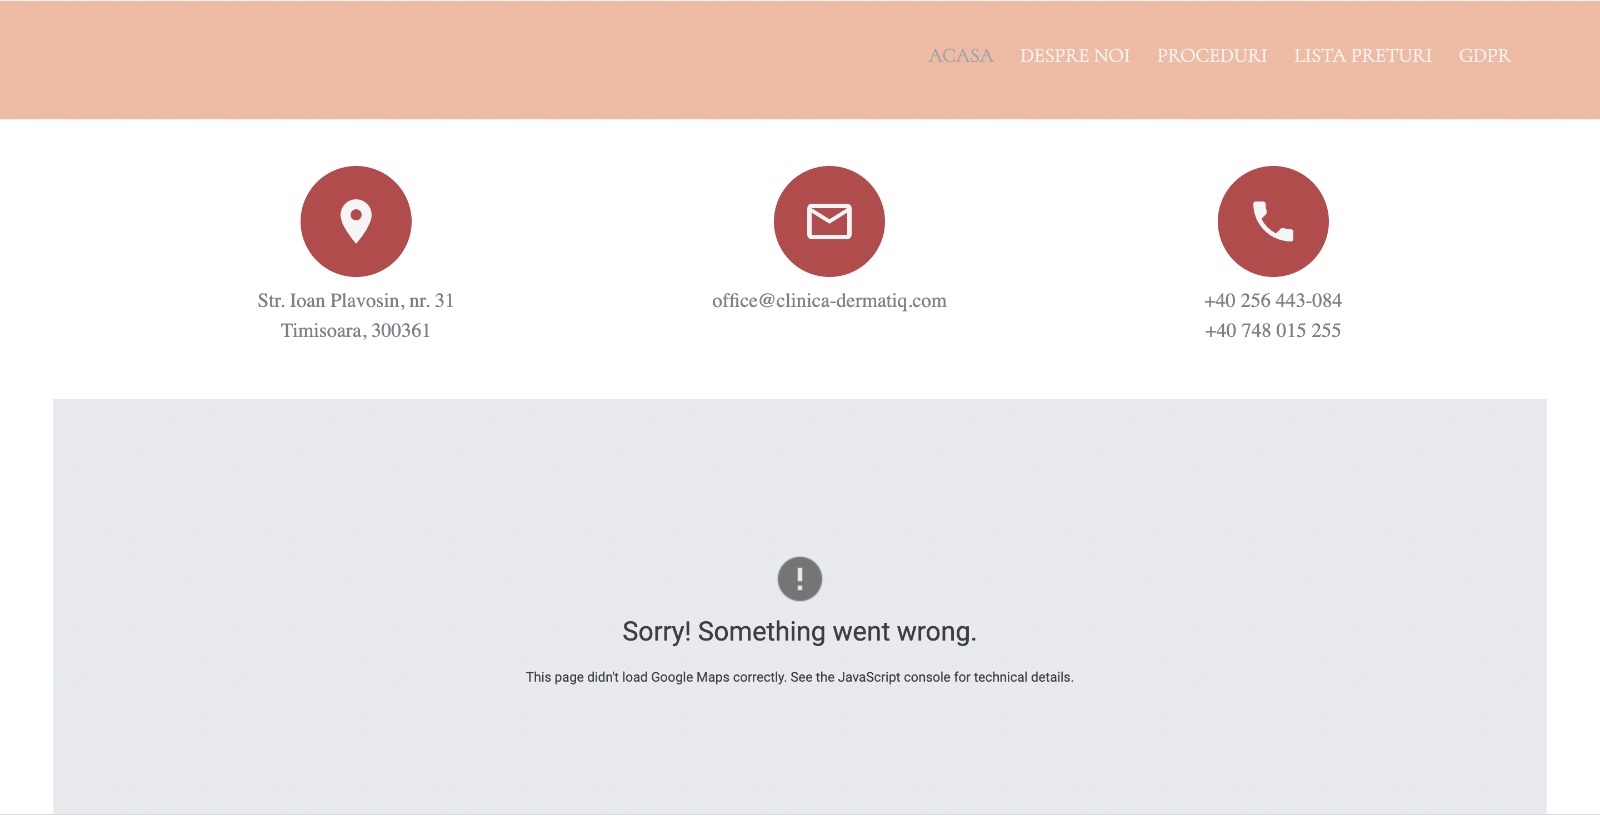 ACASA DESPRE NOI PROCEDURI LISTA PRETURI GDPR
Str. Ioan Plavosin, nr. 31
Timisoara, 300361
office@clinica-dermatiq.com
+40 256 443-084
+40 748 015 255
Sorry! Something went wrong.
This page didn't load Google Maps correctly. See the JavaScript console for technical details.